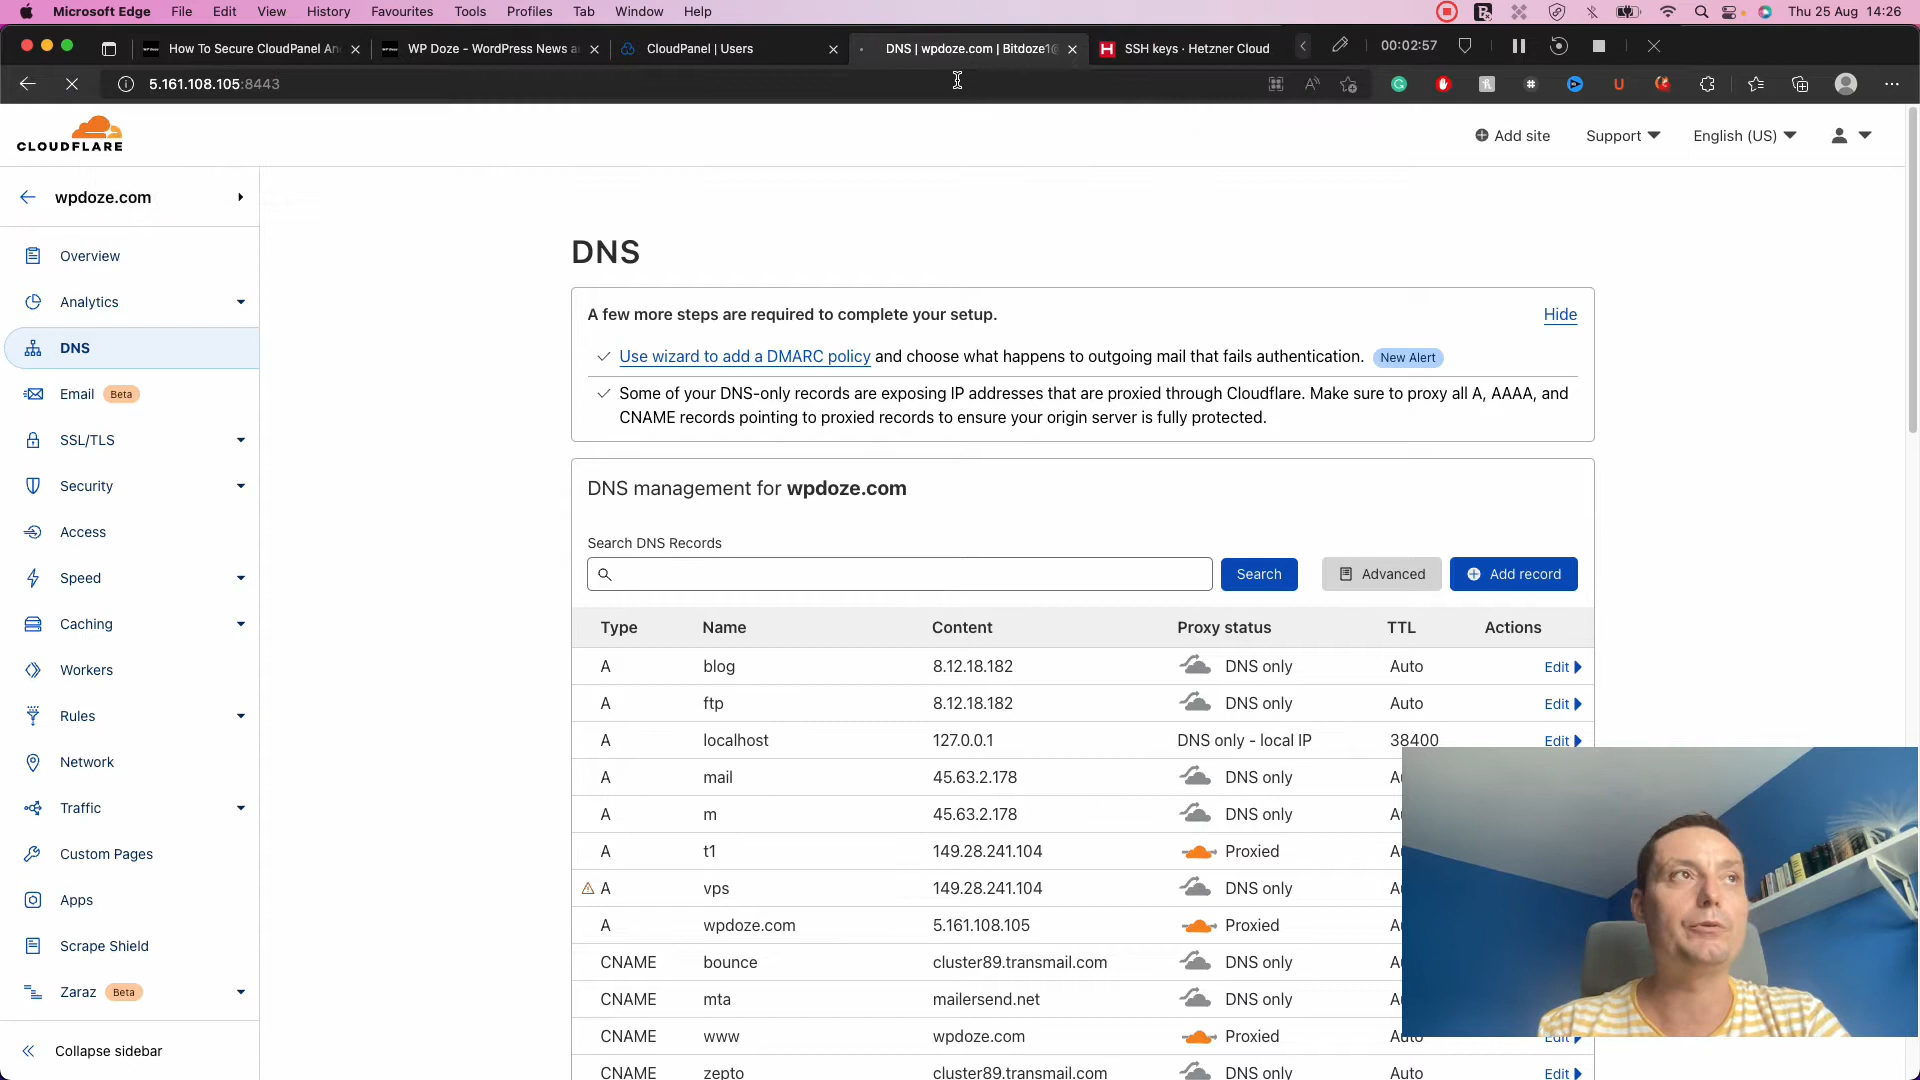 Microsoft Edge File Edit View History Favourites Tools Profiles Tab Window Help Thu 25 Aug 14:26
How To Secure CloudPanel An WP Doze - WordPress News a CloudPanel | Users DNS | wpdoze.com | Bitdoze1@ SSH keys · Hetzner Cloud 00:02:57
5.161.108.105:8443
CLOUDFLARE Add site Support English (US)
wpdoze.com
Overview
Analytics
DNS
Email Beta
SSL/TLS
Security
Access
Speed
Caching
Workers
Rules
Network
Traffic
Custom Pages
Apps
Scrape Shield
Zaraz Beta
Collapse sidebar
DNS
A few more steps are required to complete your setup. Hide
Use wizard to add a DMARC policy and choose what happens to outgoing mail that fails authentication. New Alert
Some of your DNS-only records are exposing IP addresses that are proxied through Cloudflare. Make sure to proxy all A, AAAA, and
CNAME records pointing to proxied records to ensure your origin server is fully protected.
DNS management for wpdoze.com
Search DNS Records
Search Advanced Add record
Type Name Content Proxy status TTL Actions
A blog 8.12.18.182 DNS only Auto Edit
A ftp 8.12.18.182 DNS only Auto Edit
A localhost 127.0.0.1 DNS only - local IP 38400 Edit
A mail 45.63.2.178 DNS only
A m 45.63.2.178 DNS only
A t1 149.28.241.104 Proxied
A vps 149.28.241.104 DNS only
A wpdoze.com 5.161.108.105 Proxied
CNAME bounce cluster89.transmail.com DNS only
CNAME mta mailersend.net DNS only
CNAME www wpdoze.com Proxied Auto Edit
CNAME zepto cluster89.transmail.com DNS only Auto Edit